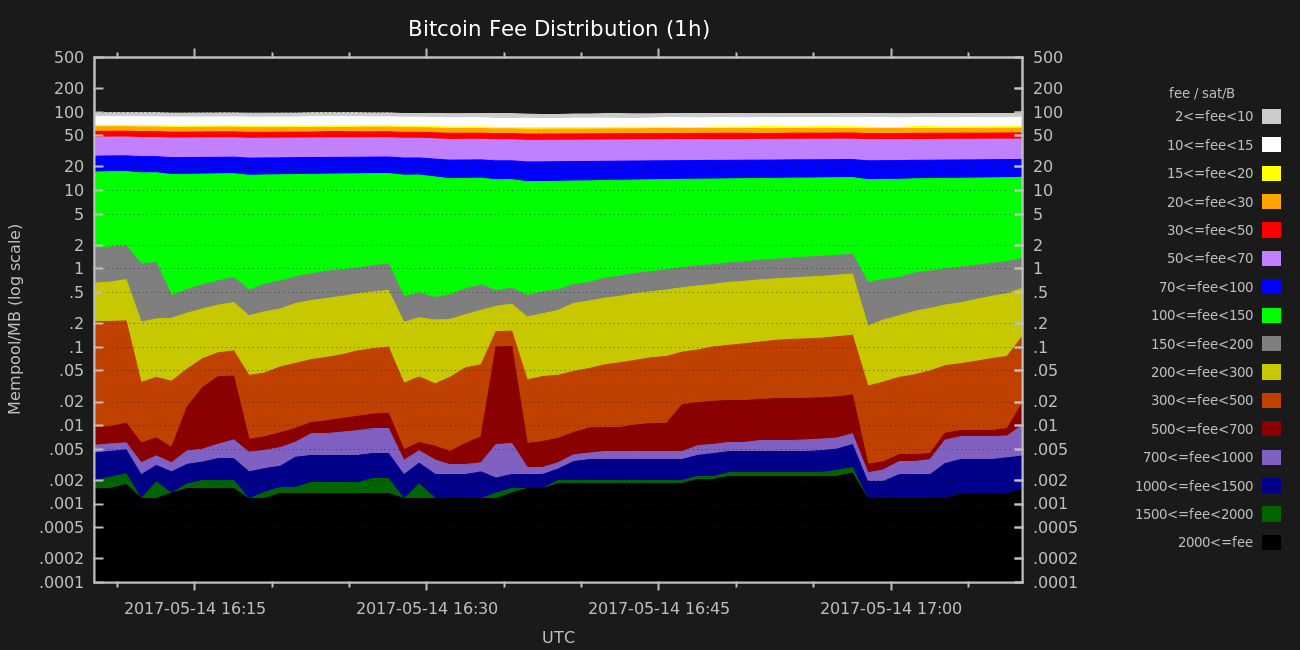 Bitcoin Fee Distribution (1h)
Mempool/MB (log scale)
500
200
100
50
20
10
5
2
1
.5
.2
.1
.05
.02
.01
.005
.002
.001
.0005
.0002
.0001
500
200
100
50
20
10
5
2
1
.5
.2
.1
.05
.02
.01
.005
.002
.001
.0005
.0002
.0001
2017-05-14 16:15
2017-05-14 16:30
2017-05-14 16:45
2017-05-14 17:00
UTC
fee / sat/B
2<=fee<10
10<=fee<15
15<=fee<20
20<=fee<30
30<=fee<50
50<=fee<70
70<=fee<100
100<=fee<150
150<=fee<200
200<=fee<300
300<=fee<500
500<=fee<700
700<=fee<1000
1000<=fee<1500
1500<=fee<2000
2000<=fee